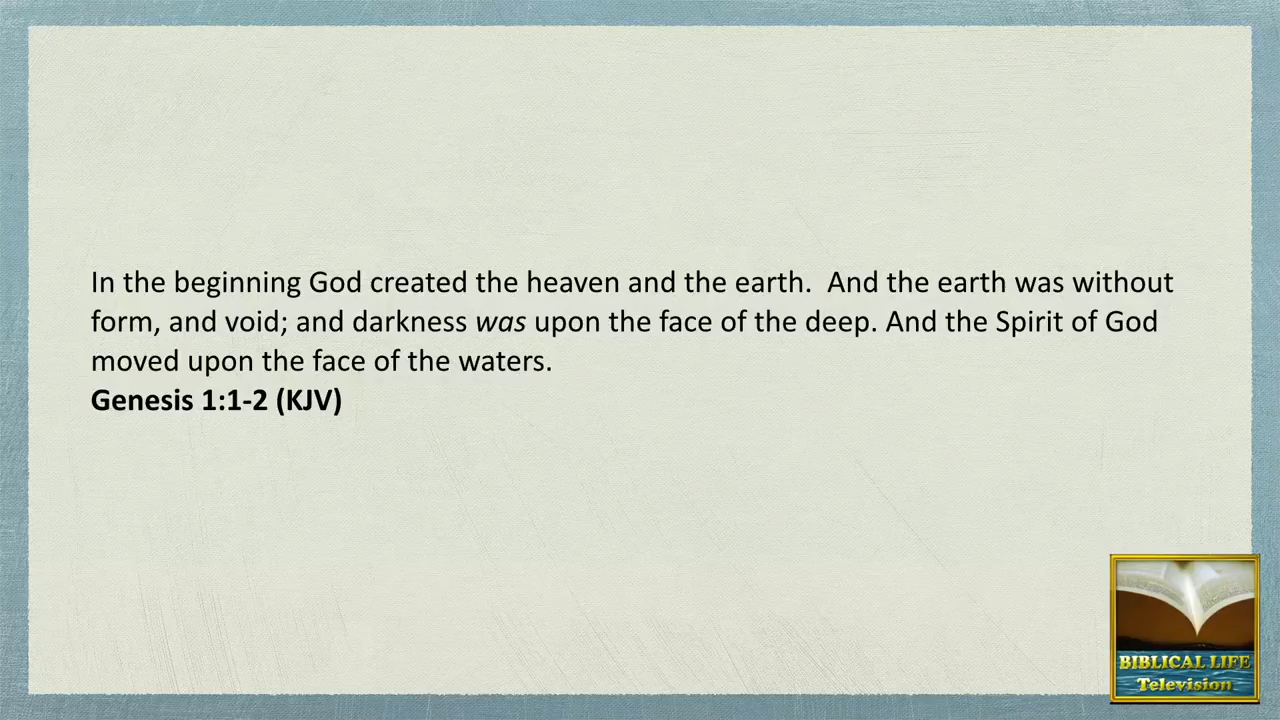 In the beginning God created the heaven and the earth.  And the earth was without
form, and void; and darkness was upon the face of the deep. And the Spirit of God
moved upon the face of the waters.
Genesis 1:1-2 (KJV)
BIBLICAL LIFE
Television